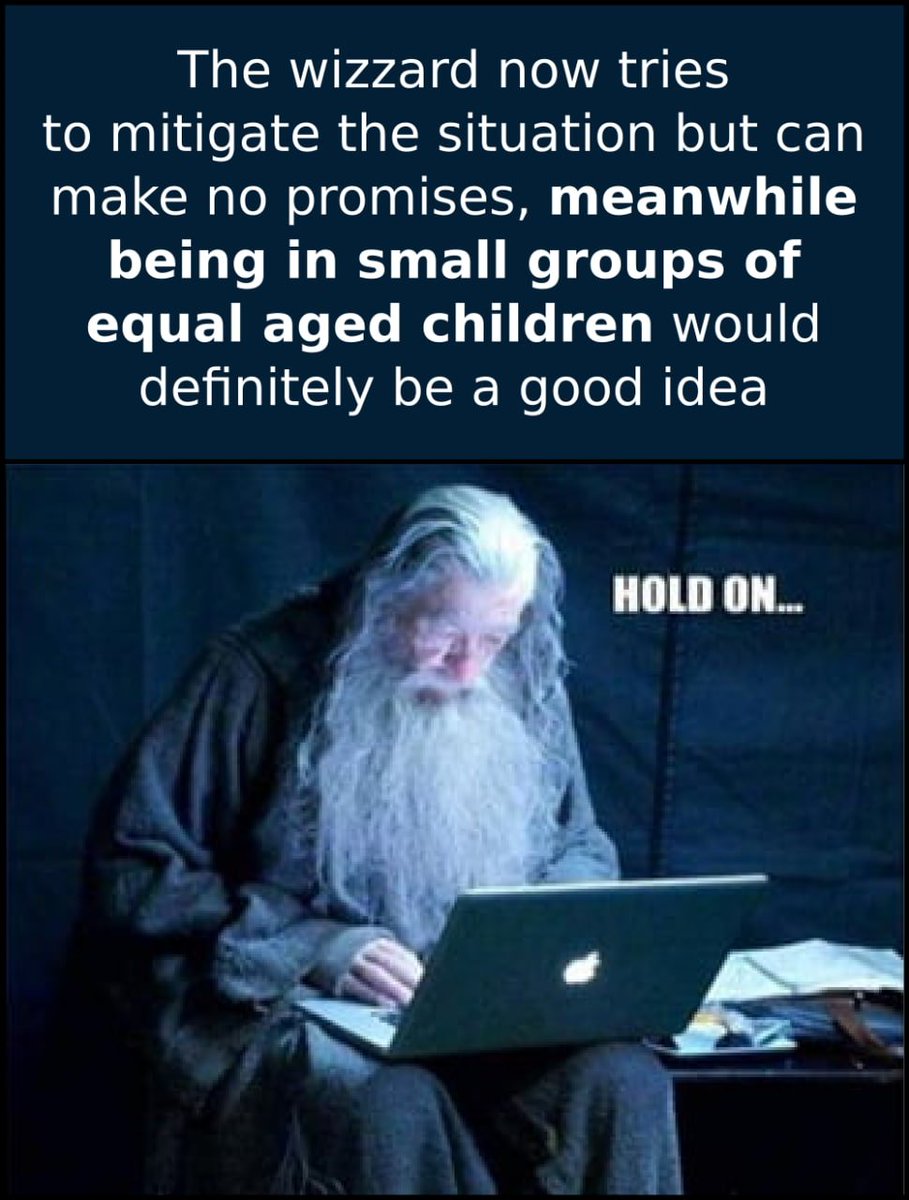 The wizzard now tries
to mitigate the situation but can
make no promises, meanwhile
being in small groups of
equal aged children would
definitely be a good idea
HOLD ON...